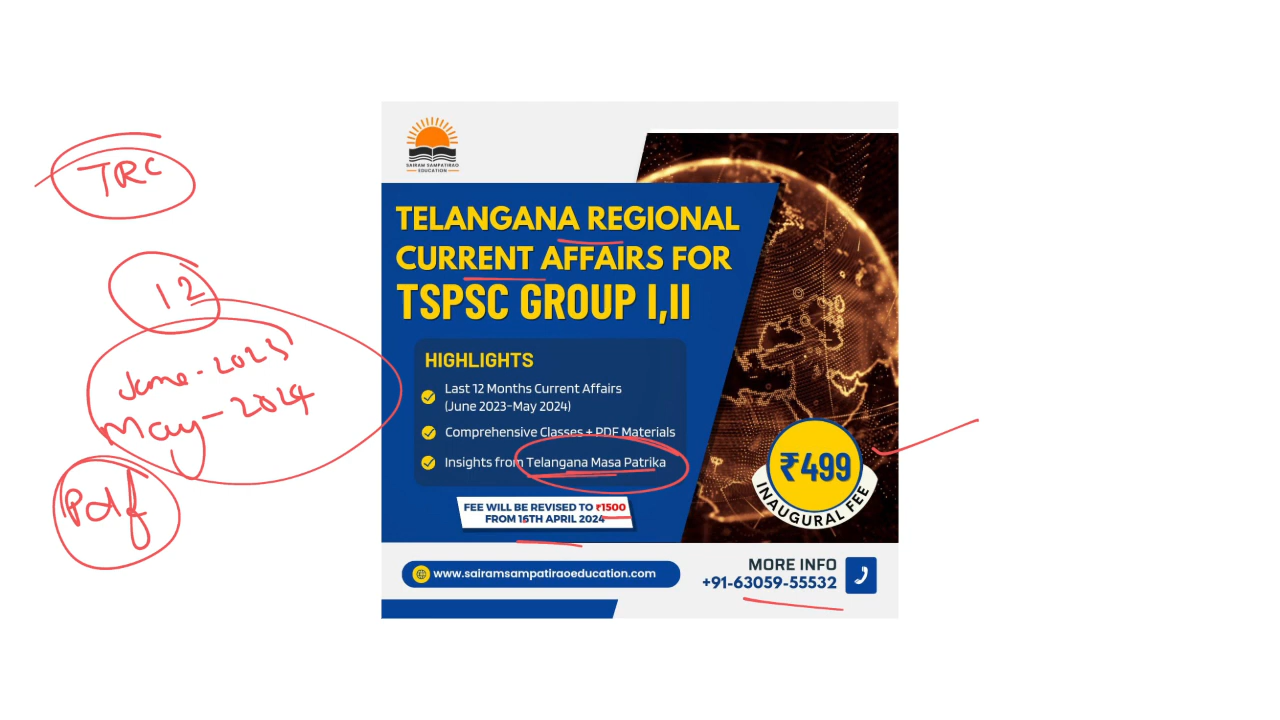 TRC
12
June-2023
May-2024
Pdf
SAIRAM SAMPATIRAO
EDUCATION
TELANGANA REGIONAL
CURRENT AFFAIRS FOR
TSPSC GROUP I,II
HIGHLIGHTS
Last 12 Months Current Affairs
(June 2023-May 2024)
Comprehensive Classes + PDF Materials
Insights from Telangana Masa Patrika
FEE WILL BE REVISED TO ₹1500
FROM 16TH APRIL 2024
₹499
INAUGURAL FEE
www.sairamsampatiraoeducation.com
MORE INFO
+91-63059-55532